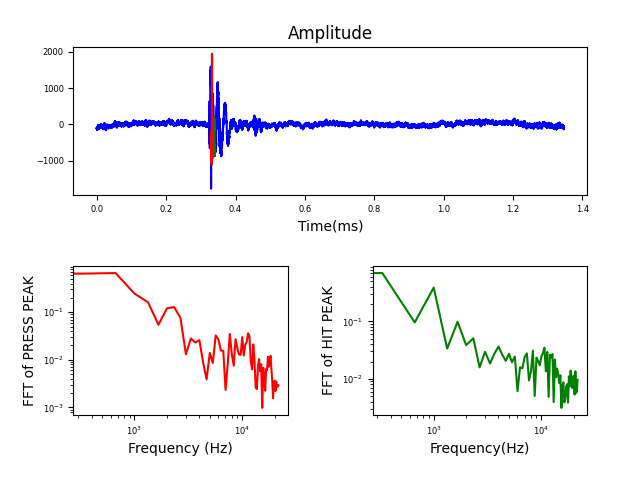 Amplitude
2000
1000
0
−1000
0.0 0.2 0.4 0.6 0.8 1.0 1.2 1.4
Time(ms)
FFT of PRESS PEAK
10⁻¹
10⁻²
10⁻³
10³ 10⁴
Frequency (Hz)
FFT of HIT PEAK
10⁻¹
10⁻²
10³ 10⁴
Frequency(Hz)